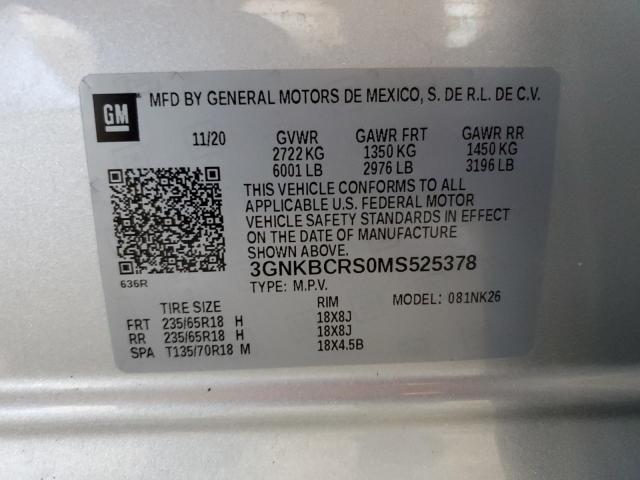 GM MFD BY GENERAL MOTORS DE MEXICO, S. DE R.L. DE C.V.
11/20 GVWR GAWR FRT GAWR RR
2722 KG 1350 KG 1450 KG
6001 LB 2976 LB 3196 LB
THIS VEHICLE CONFORMS TO ALL
APPLICABLE U.S. FEDERAL MOTOR
VEHICLE SAFETY STANDARDS IN EFFECT
ON THE DATE OF MANUFACTURE
SHOWN ABOVE.
636R 3GNKBCRS0MS525378
TYPE: M.P.V. MODEL: 081NK26
TIRE SIZE RIM
FRT 235/65R18 H 18X8J
RR 235/65R18 H 18X8J
SPA T135/70R18 M 18X4.5B